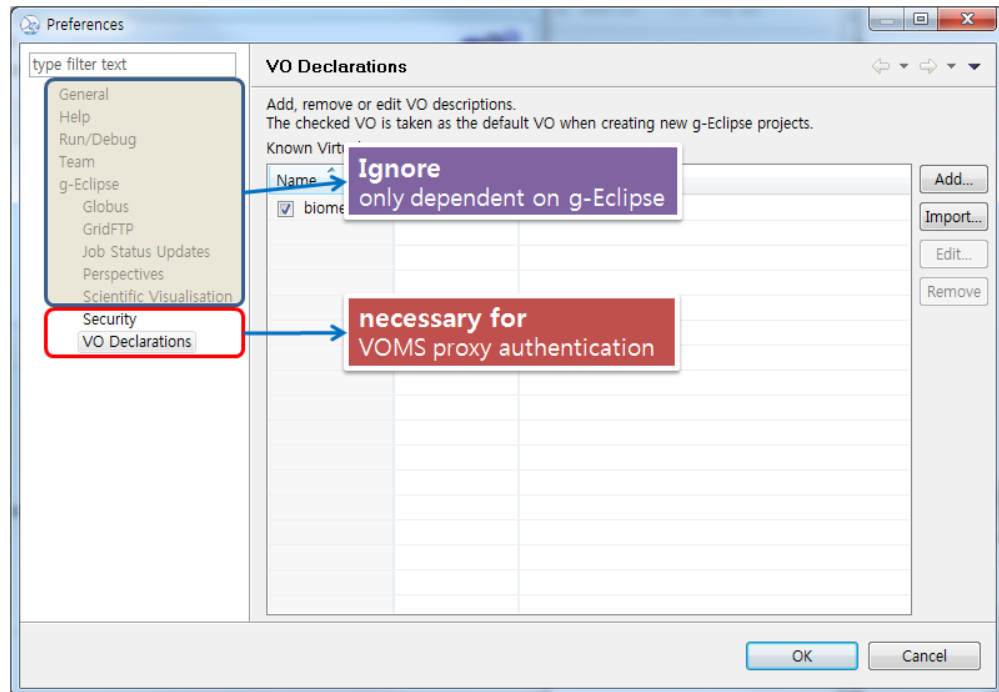 Preferences
type filter text
General
Help
Run/Debug
Team
g-Eclipse
Globus
GridFTP
Job Status Updates
Perspectives
Scientific Visualisation
Security
VO Declarations
VO Declarations
Add, remove or edit VO descriptions.
The checked VO is taken as the default VO when creating new g-Eclipse projects.
Known
Name
Ignore
only dependent on g-Eclipse
necessary for
VOMS proxy authentication
Add...
Import...
Edit...
Remove
OK
Cancel